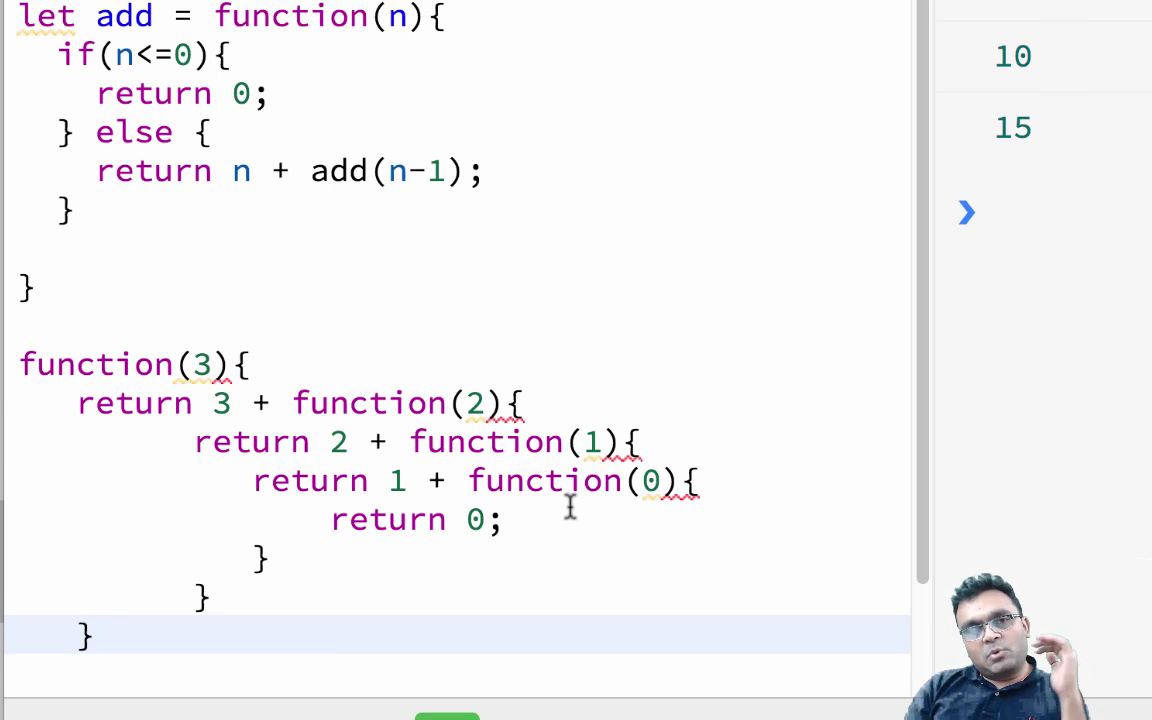 let add = function(n){
if(n<=0){
return 0;
} else {
return n + add(n-1);
}
}
function(3){
return 3 + function(2){
return 2 + function(1){
return 1 + function(0){
return 0;
}
}
}
10
15